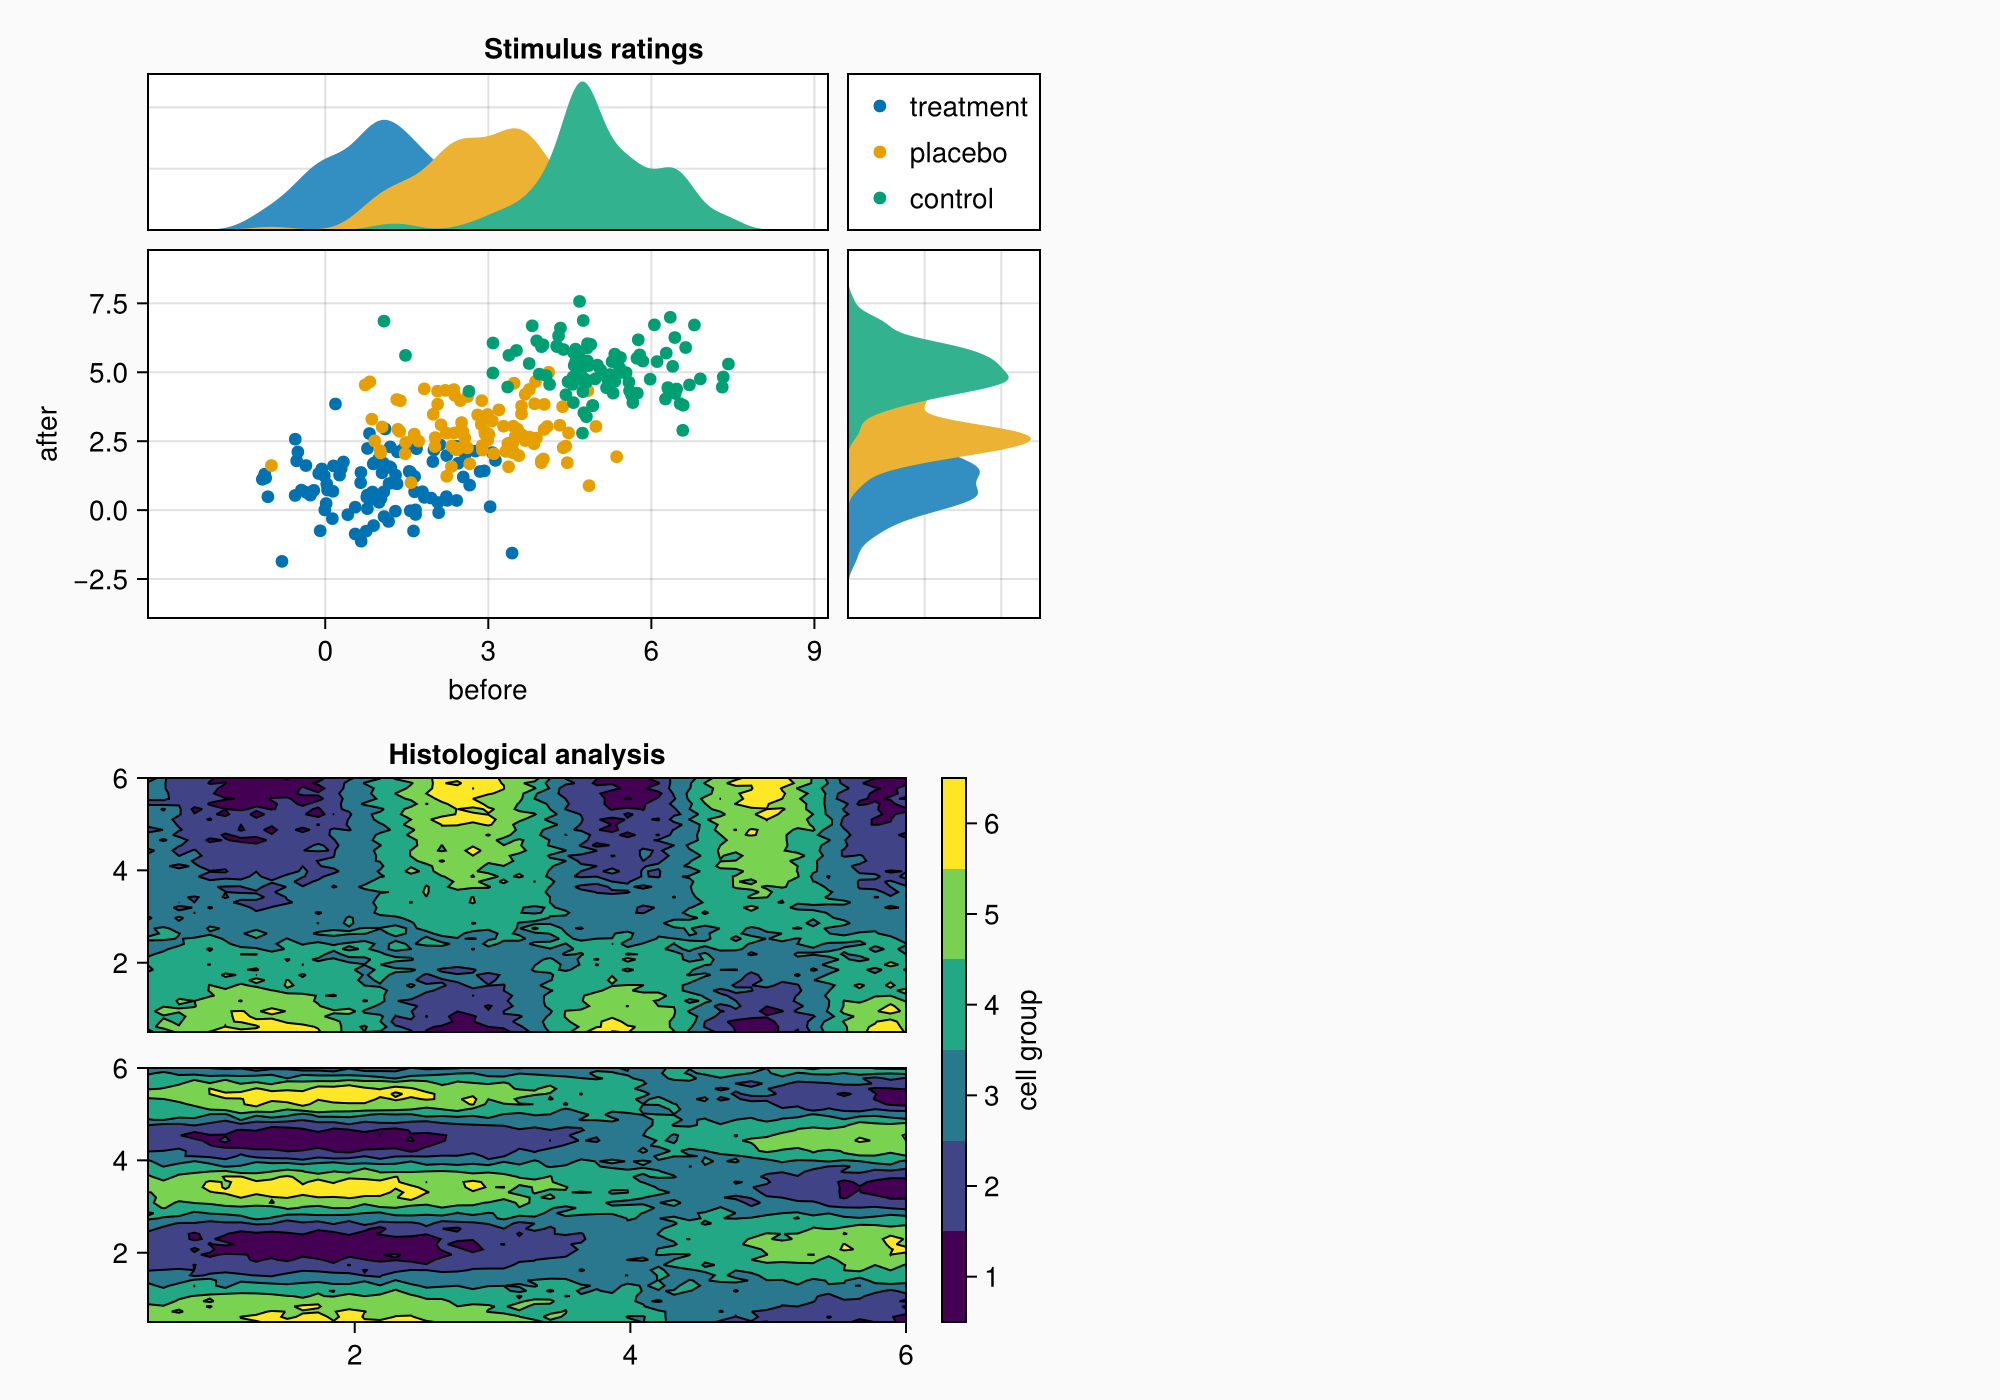 Stimulus ratings
treatment
placebo
control
7.5
5.0
2.5
0.0
−2.5
after
0 3 6 9
before
Histological analysis
6
4
2
6
4
2
2 4 6
6
5
4
3
2
1
cell group